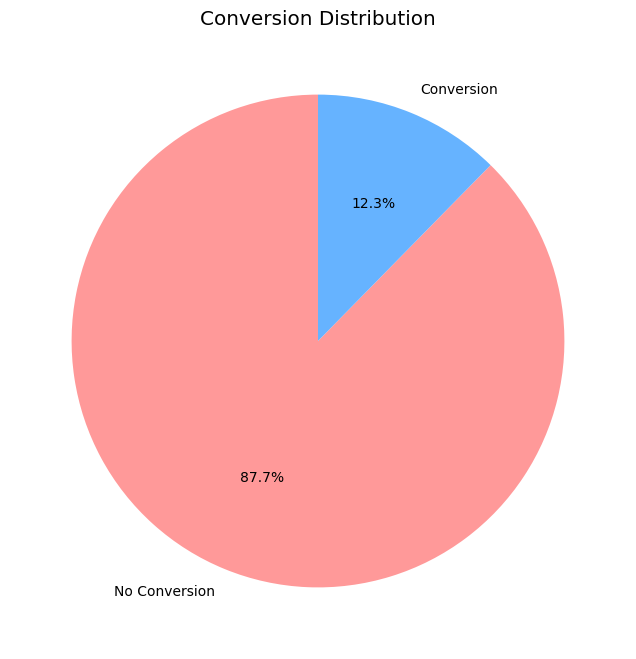 Conversion Distribution
Conversion
12.3%
87.7%
No Conversion